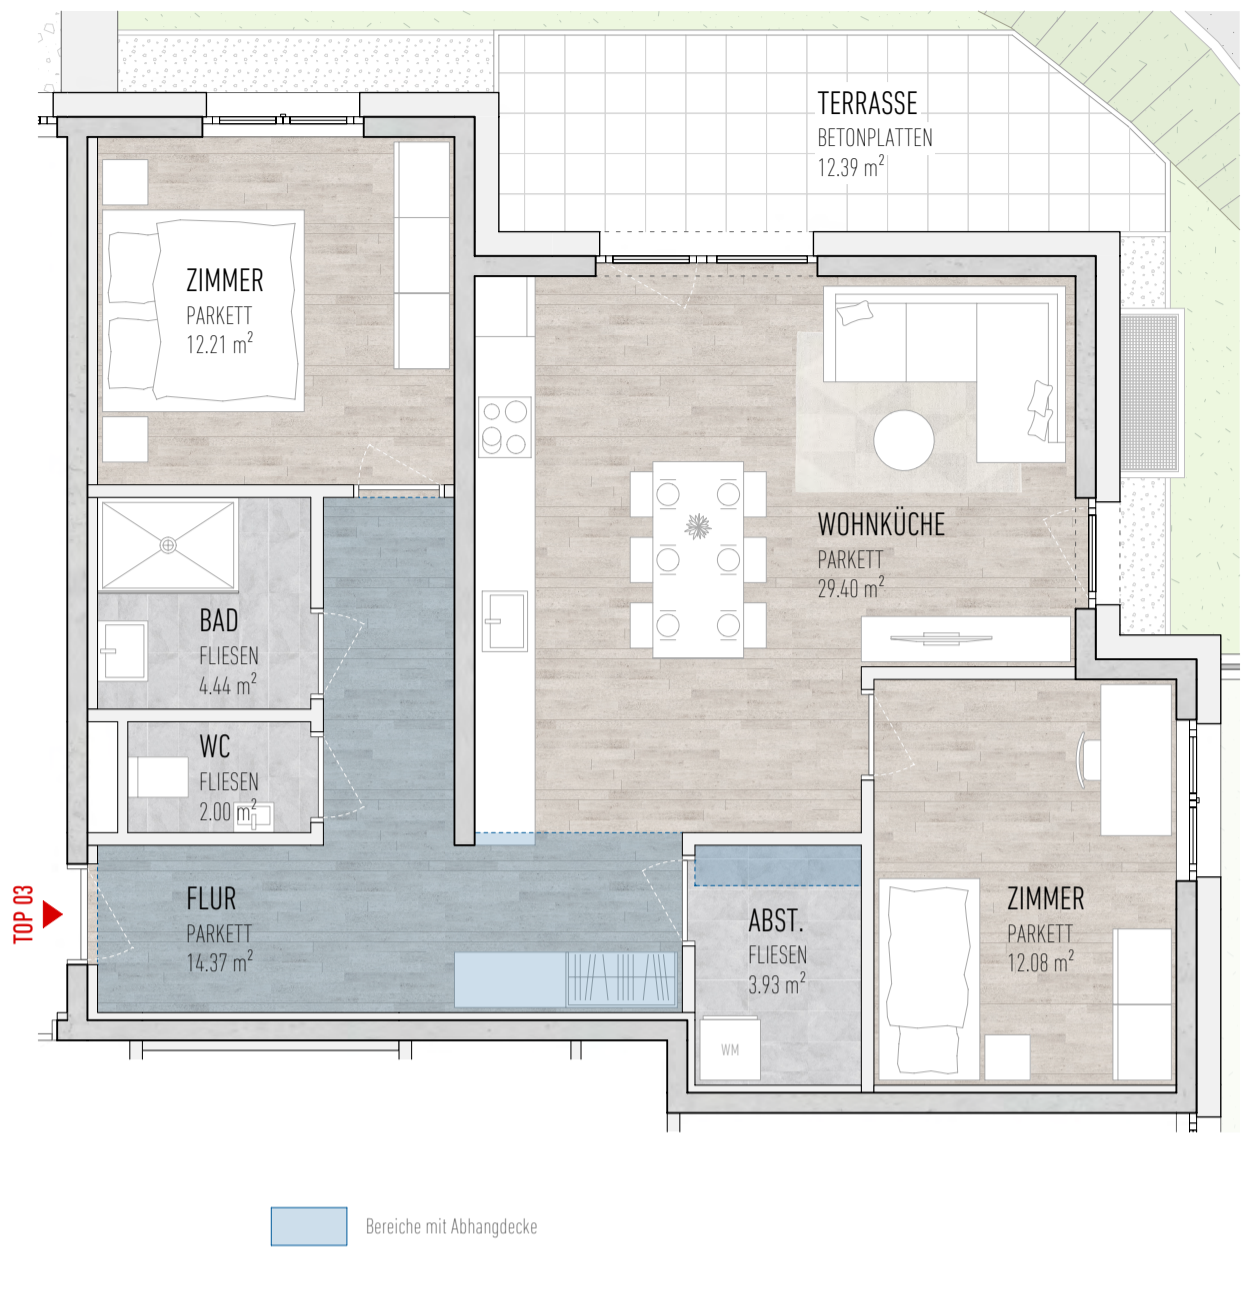 TERRASSE
BETONPLATTEN
12.39 m²
ZIMMER
PARKETT
12.21 m²
WOHNKÜCHE
PARKETT
29.40 m²
BAD
FLIESEN
4.44 m²
WC
FLIESEN
2.00 m²
TOP 03
FLUR
PARKETT
14.37 m²
ABST.
FLIESEN
3.93 m²
ZIMMER
PARKETT
12.08 m²
WM
Bereiche mit Abhangdecke